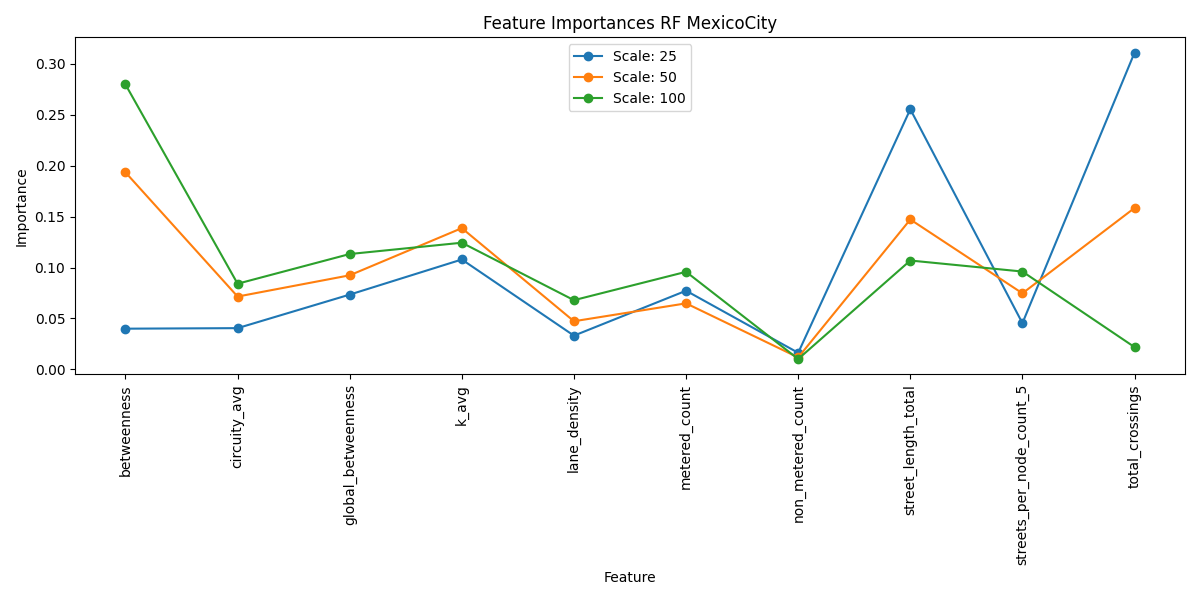 Feature Importances RF MexicoCity
Scale: 25
Scale: 50
Scale: 100
Importance
0.30
0.25
0.20
0.15
0.10
0.05
0.00
betweenness
circuity_avg
global_betweenness
k_avg
lane_density
metered_count
non_metered_count
street_length_total
streets_per_node_count_5
total_crossings
Feature